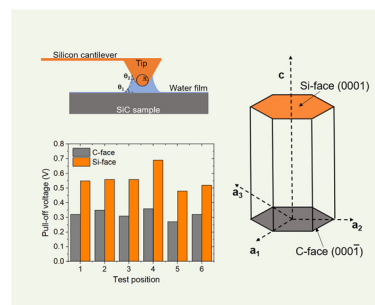 Silicon cantilever
Tip
θ₂
R
θ₁
Water film
SiC sample
c
Si-face (0001)
a₃
a₂
a₁
C-face (0001̄)
0.8
0.7
0.6
0.5
0.4
0.3
0.2
0.1
0.0
Pull-off voltage (V)
C-face
Si-face
1 2 3 4 5 6
Test position